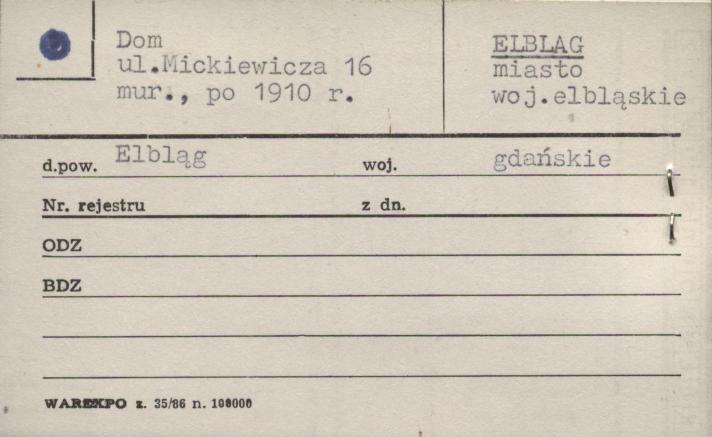 Dom
ul.Mickiewicza 16
mur., po 1910 r.
ELBLAG
miasto
woj.elbląskie
d.pow. Elbląg woj. gdańskie
Nr. rejestru z dn.
ODZ
BDZ
WAREXPO z. 35/86 n. 100000